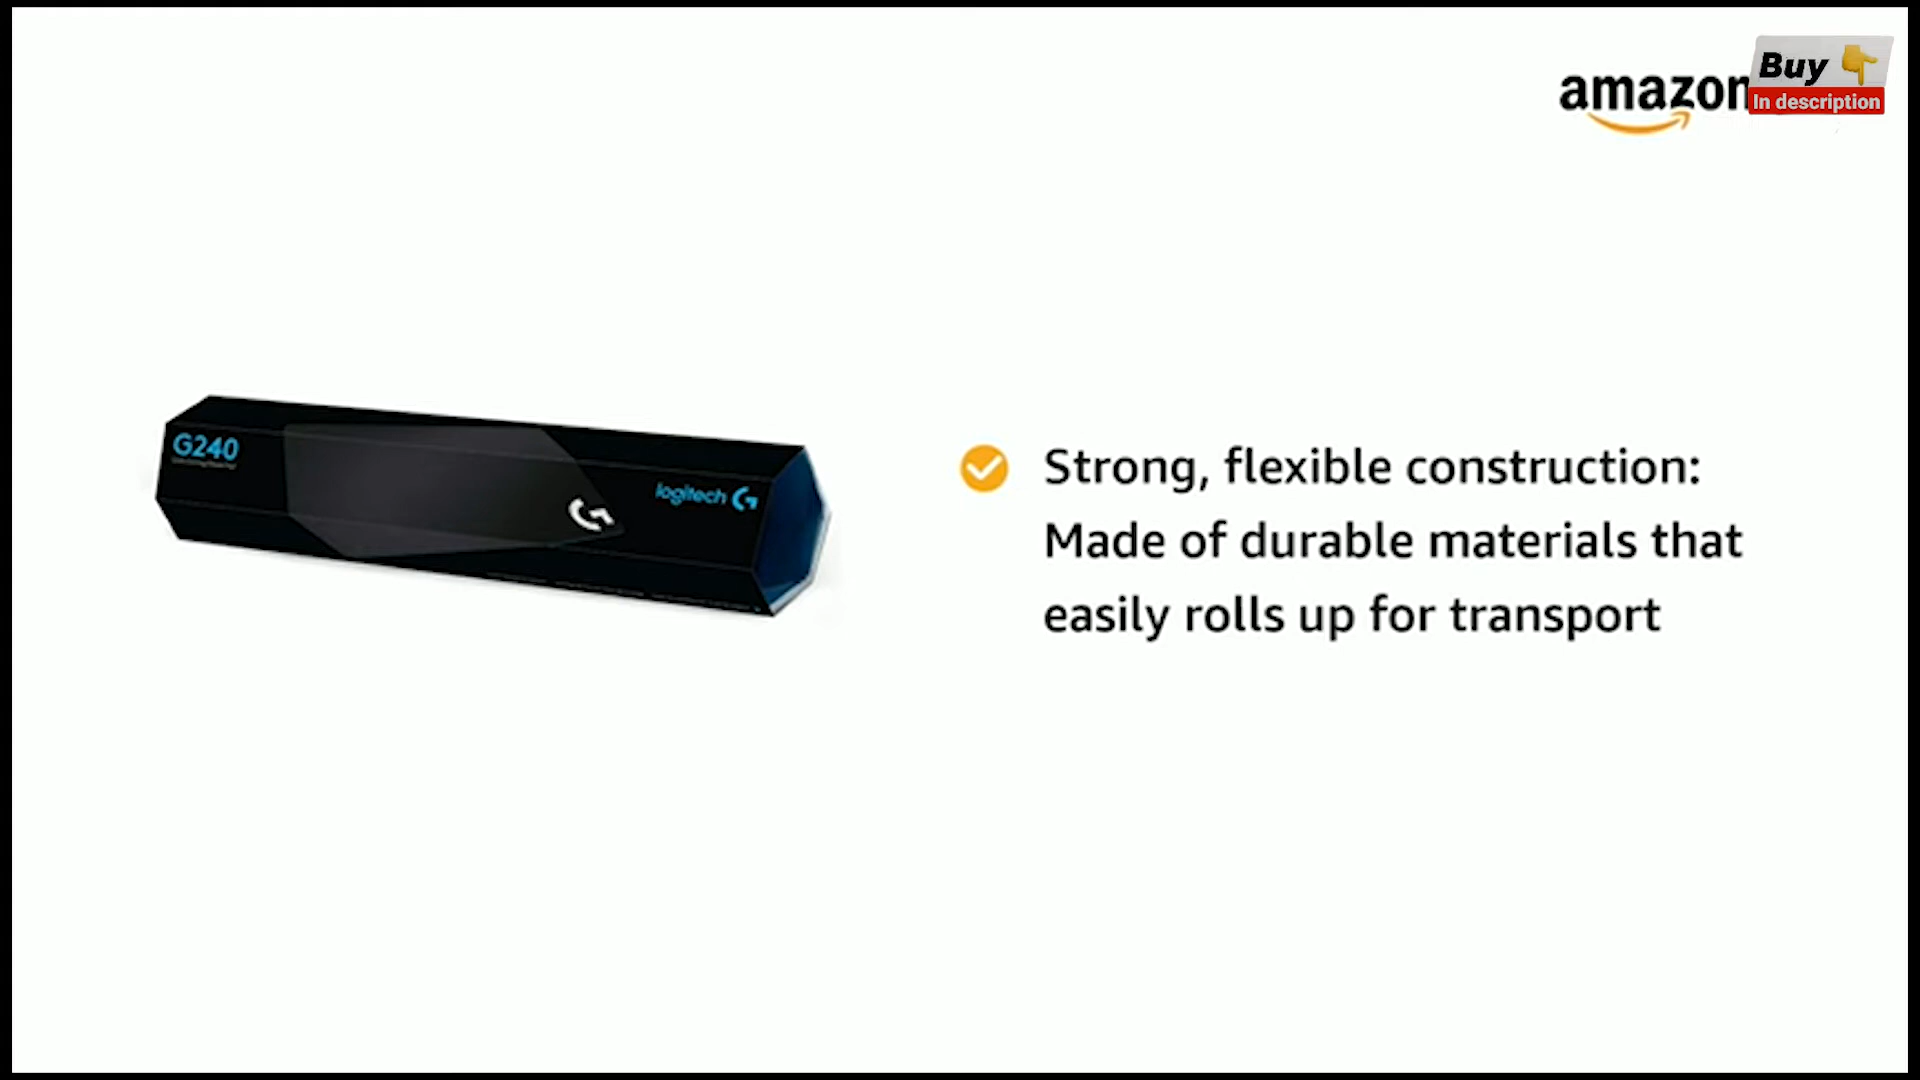 amazon
Buy 👇
In description
G240
logitech G
Strong, flexible construction:
Made of durable materials that
easily rolls up for transport